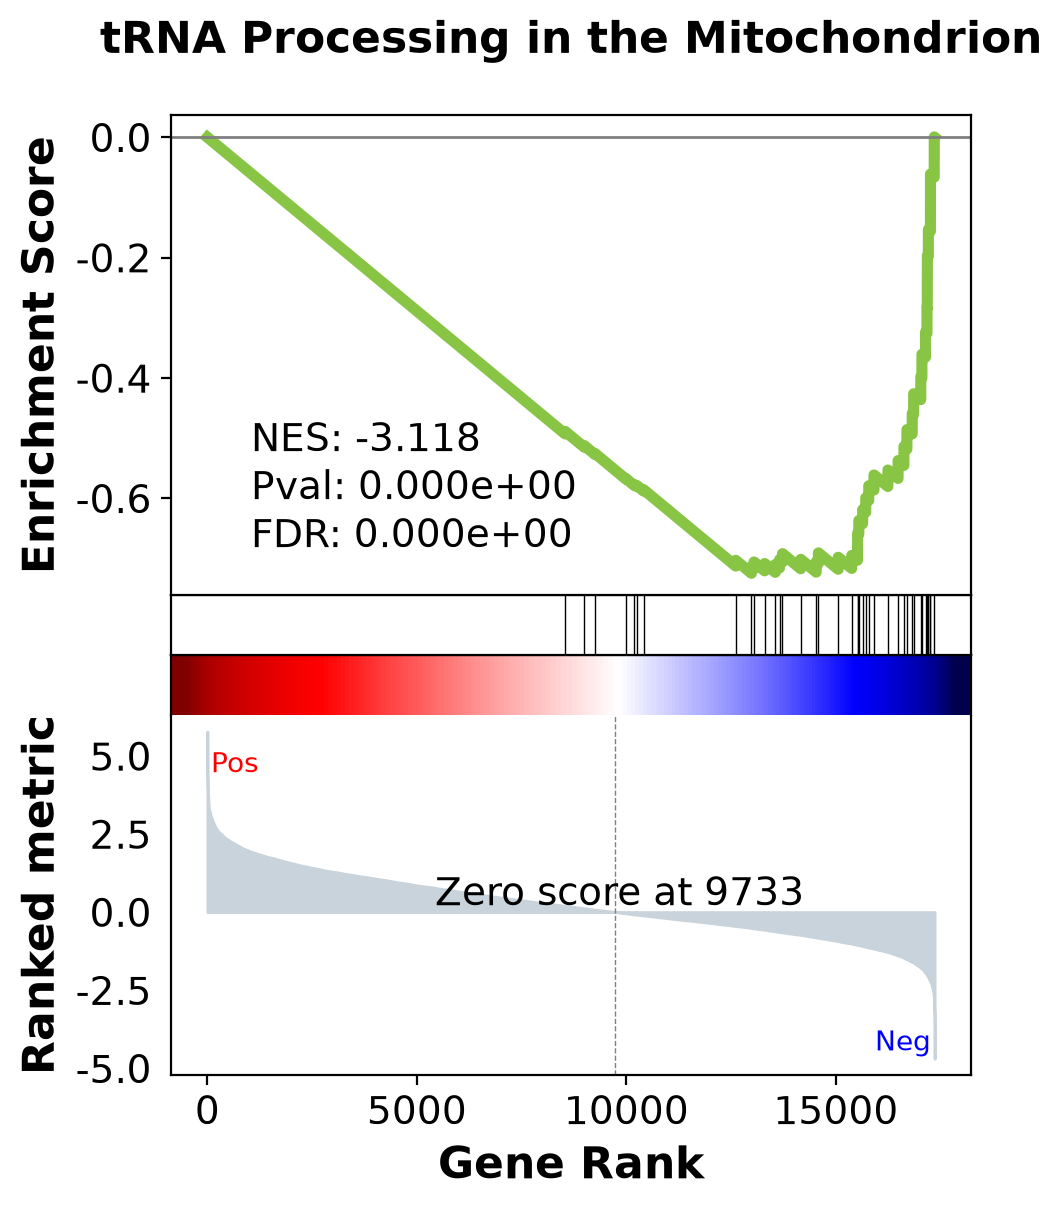 tRNA Processing in the Mitochondrion
Enrichment Score
0.0
-0.2
-0.4
-0.6
NES: -3.118
Pval: 0.000e+00
FDR: 0.000e+00
Ranked metric
5.0
2.5
0.0
-2.5
-5.0
Pos
Zero score at 9733
Neg
0 5000 10000 15000
Gene Rank